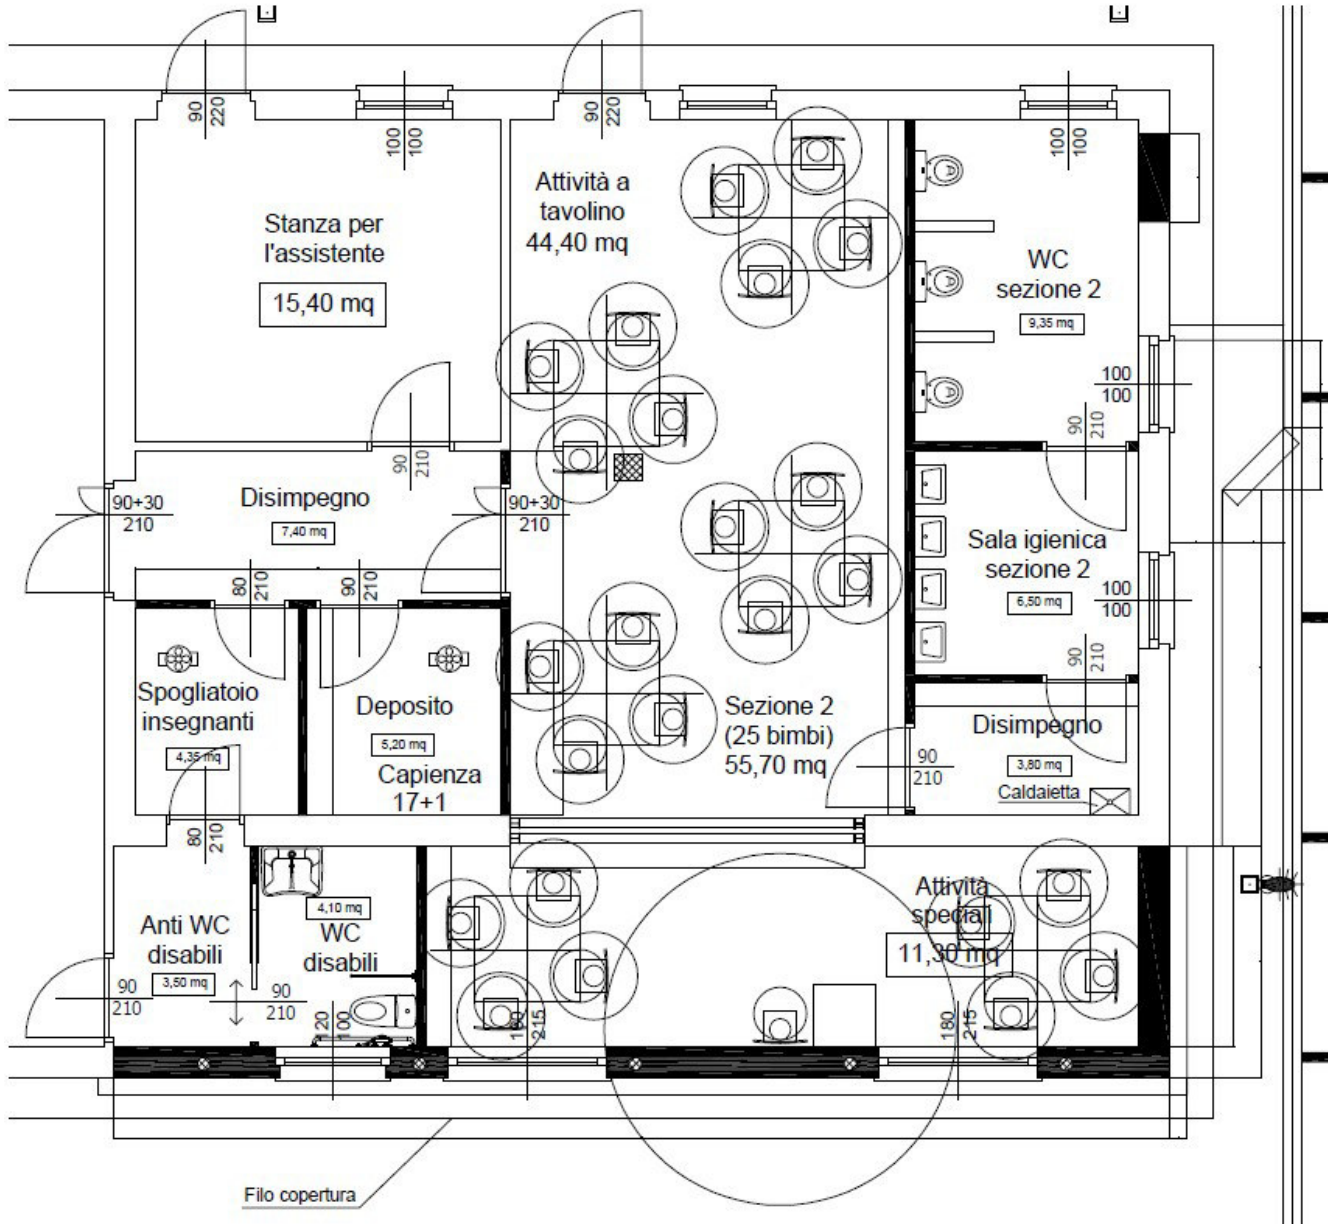 90
220
100
100
90
220
100
100
Stanza per
l'assistente
15,40 mq
Attività a
tavolino
44,40 mq
WC
sezione 2
9,35 mq
100
100
90
210
90
210
Disimpegno
7,40 mq
90+30
210
90+30
210
80
210
90
210
Sala igienica
sezione 2
6,50 mq
100
100
90
210
Spogliatoio
insegnanti
4,35 mq
Deposito
5,20 mq
Capienza
17+1
Sezione 2
(25 bimbi)
55,70 mq
90
210
Disimpegno
3,80 mq
Caldaietta
80
210
Anti WC
disabili
3,50 mq
4,10 mq
WC
disabili
Attività
speciali
11,30 mq
90
210
90
210
120
100
180
215
180
215
Filo copertura